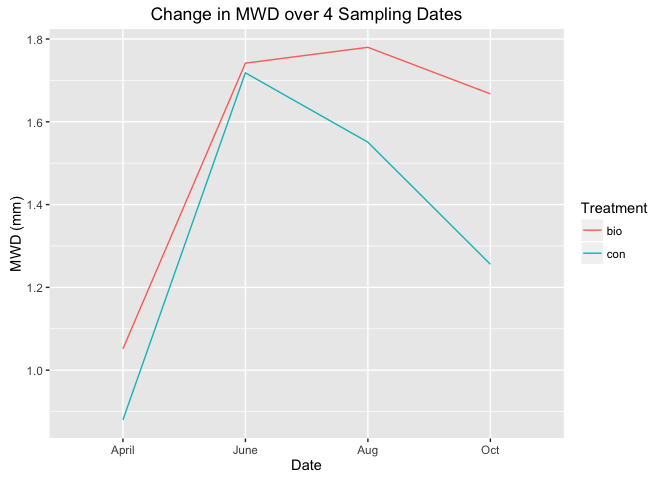 Change in MWD over 4 Sampling Dates
1.8
1.6
1.4
1.2
1.0
MWD (mm)
April June Aug Oct
Date
Treatment
bio
con